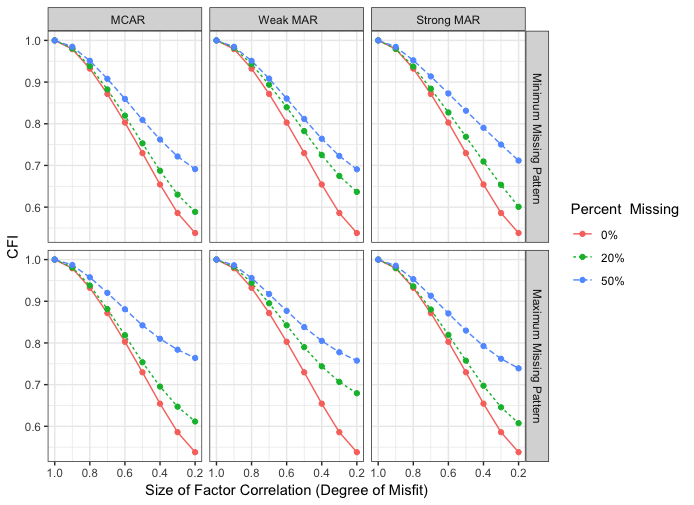 MCAR Weak MAR Strong MAR
1.0
0.9
0.8
0.7
0.6
Minimum Missing Pattern
1.0
0.9
0.8
0.7
0.6
Maximum Missing Pattern
CFI
1.0 0.8 0.6 0.4 0.2 1.0 0.8 0.6 0.4 0.2 1.0 0.8 0.6 0.4 0.2
Size of Factor Correlation (Degree of Misfit)
Percent Missing
0%
20%
50%